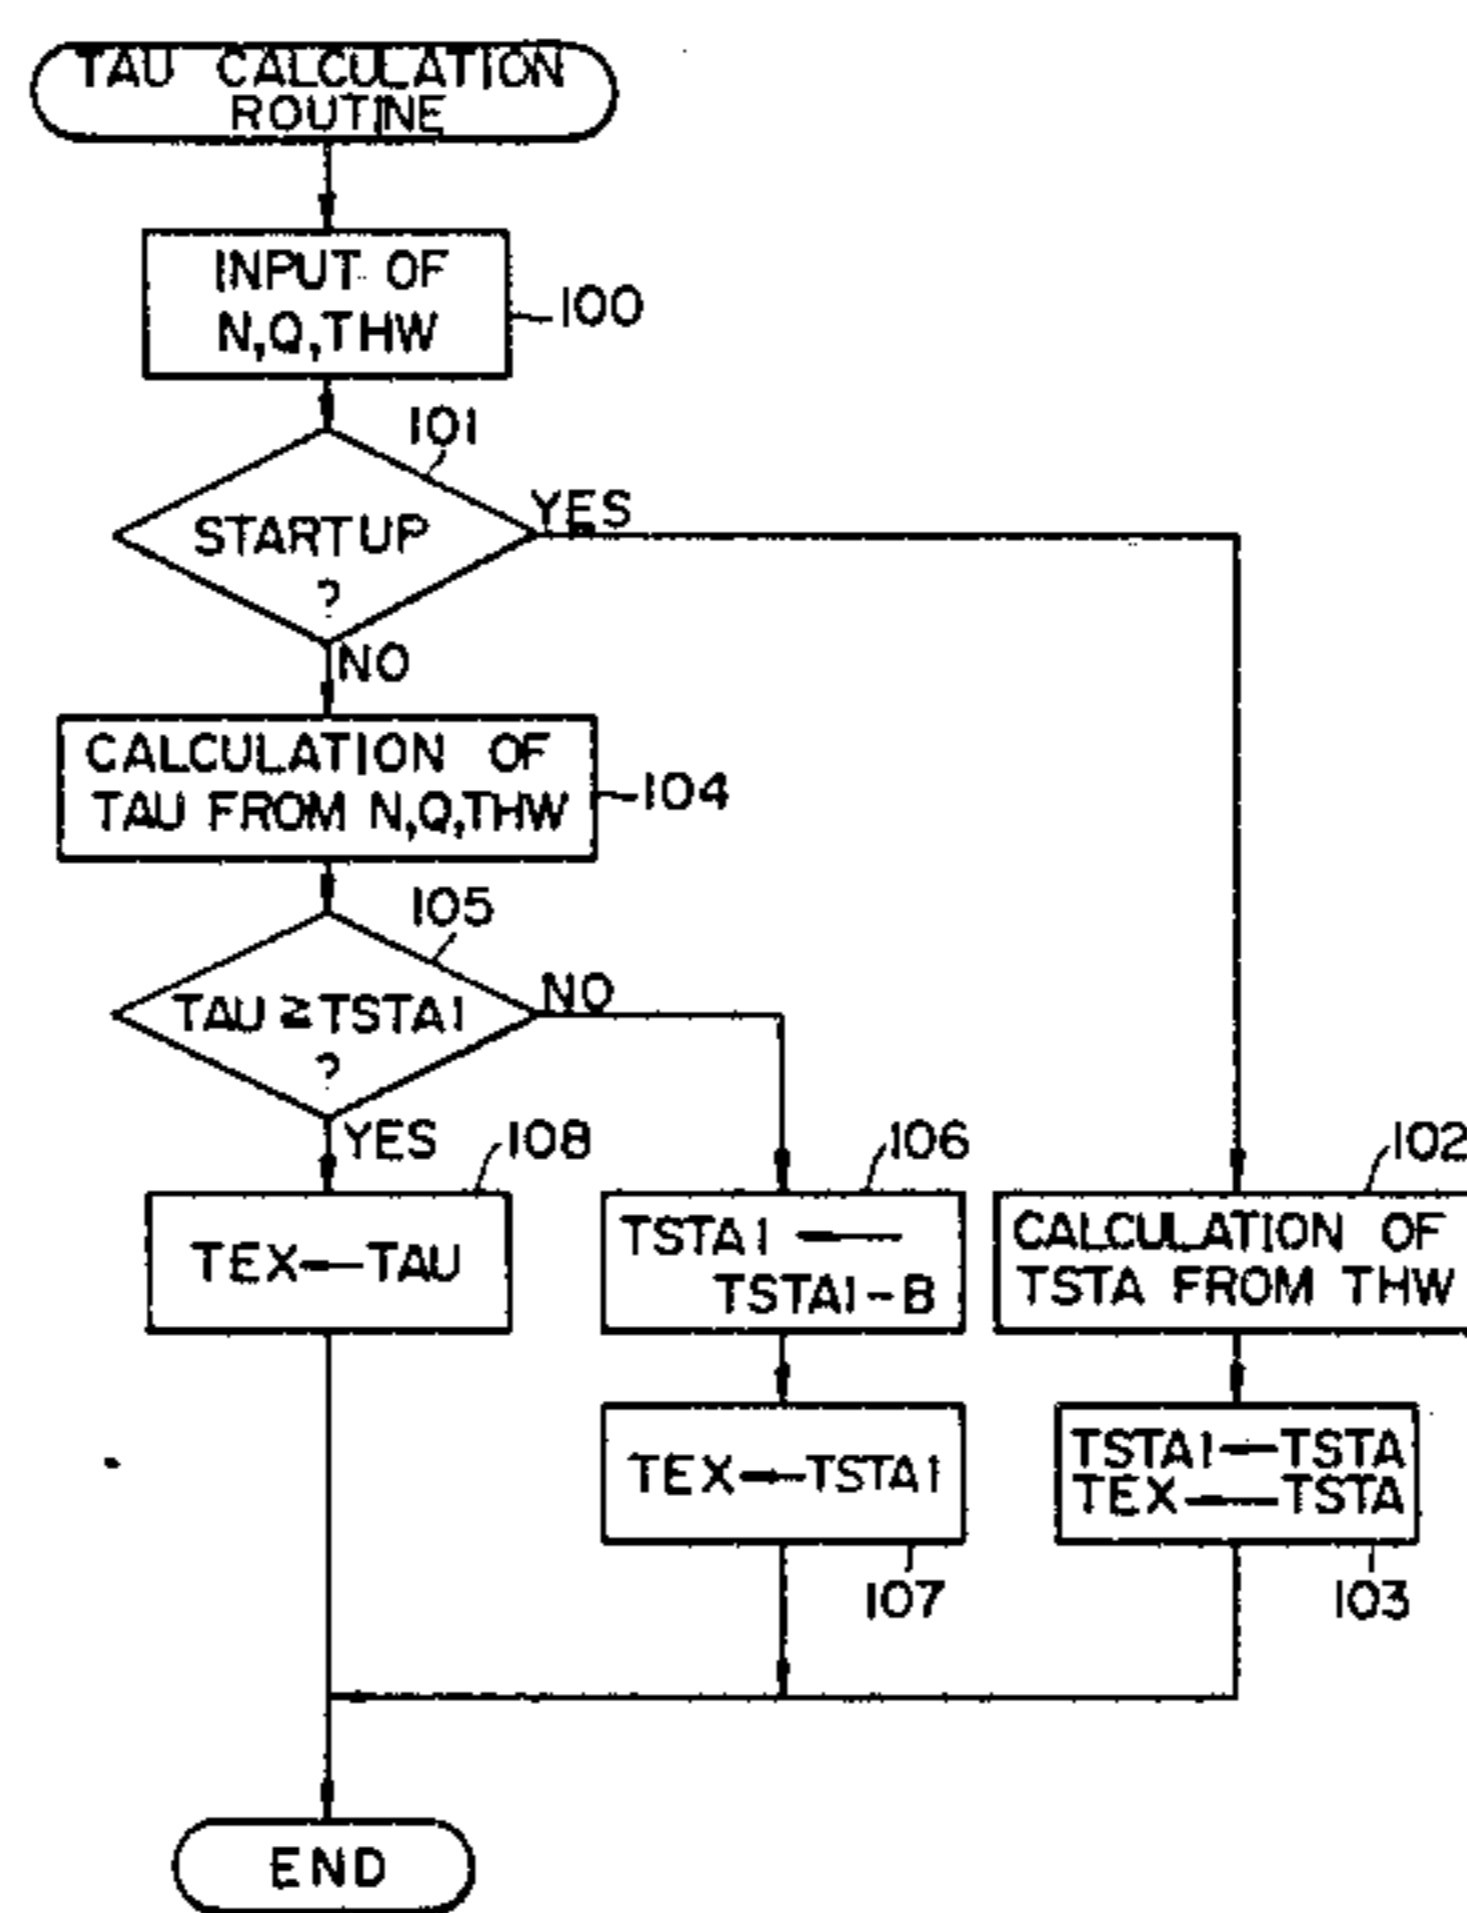 TAU CALCULATION
ROUTINE
INPUT OF
N,Q,THW
100
101
STARTUP
?
YES
NO
CALCULATION OF
TAU FROM N,Q,THW
104
105
TAU ≧ TSTA1
?
NO
YES
108
TEX←TAU
106
TSTA1 ←
TSTA1-B
102
CALCULATION OF
TSTA FROM THW
TEX←TSTA1
107
TSTA1←TSTA
TEX←TSTA
103
END